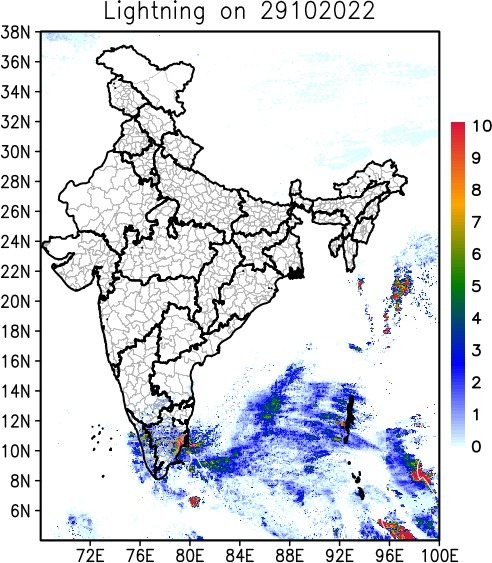 Lightning on 29102022
38N
36N
34N
32N
30N
28N
26N
24N
22N
20N
18N
16N
14N
12N
10N
8N
6N
72E 76E 80E 84E 88E 92E 96E 100E
10
9
8
7
6
5
4
3
2
1
0